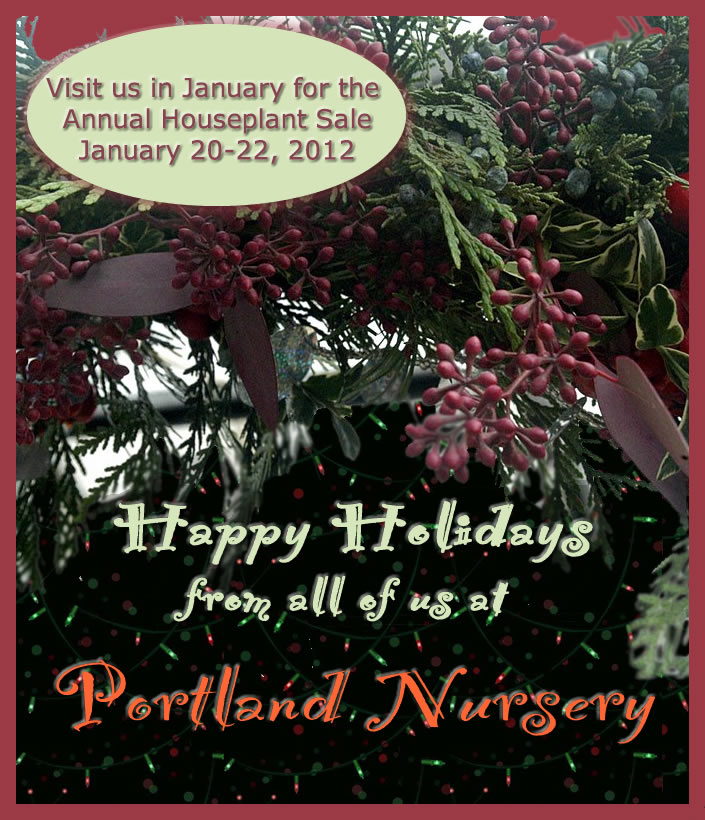 Visit us in January for the
Annual Houseplant Sale
January 20-22, 2012
Happy Holidays
from all of us at
Portland Nursery